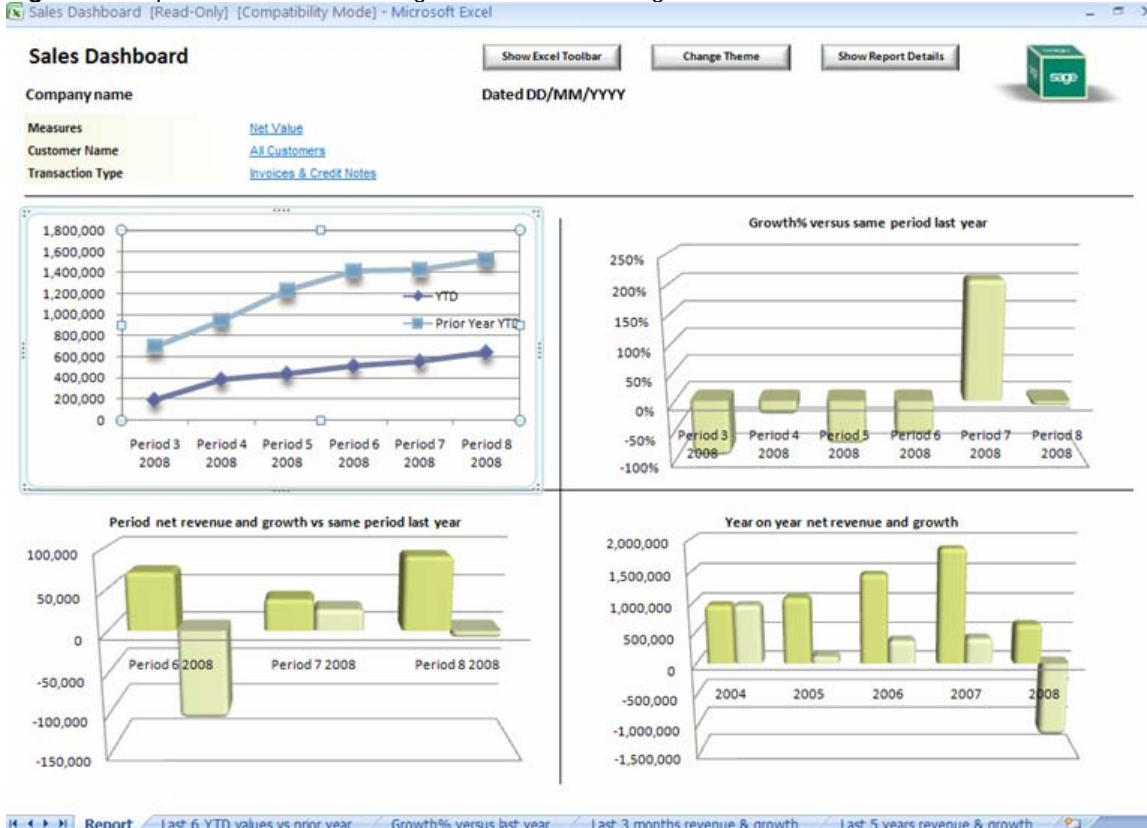 Sales Dashboard [Read-Only] [Compatibility Mode] - Microsoft Excel
Sales Dashboard
Show Excel Toolbar
Change Theme
Show Report Details
sage
Company name
Dated DD/MM/YYYY
Measures Net Value
Customer Name All Customers
Transaction Type Invoices & Credit Notes
1,800,000
1,600,000
1,400,000
1,200,000
1,000,000
800,000
600,000
400,000
200,000
0
YTD
Prior Year YTD
Period 3 2008
Period 4 2008
Period 5 2008
Period 6 2008
Period 7 2008
Period 8 2008
Growth% versus same period last year
250%
200%
150%
100%
50%
0%
-50%
-100%
Period 3 2008
Period 4 2008
Period 5 2008
Period 6 2008
Period 7 2008
Period 8 2008
Period net revenue and growth vs same period last year
100,000
50,000
0
-50,000
-100,000
-150,000
Period 6 2008
Period 7 2008
Period 8 2008
Year on year net revenue and growth
2,000,000
1,500,000
1,000,000
500,000
0
-500,000
-1,000,000
-1,500,000
2004
2005
2006
2007
2008
Report
Last 6 YTD values vs prior year
Growth% versus last year
Last 3 months revenue & growth
Last 5 years revenue & growth